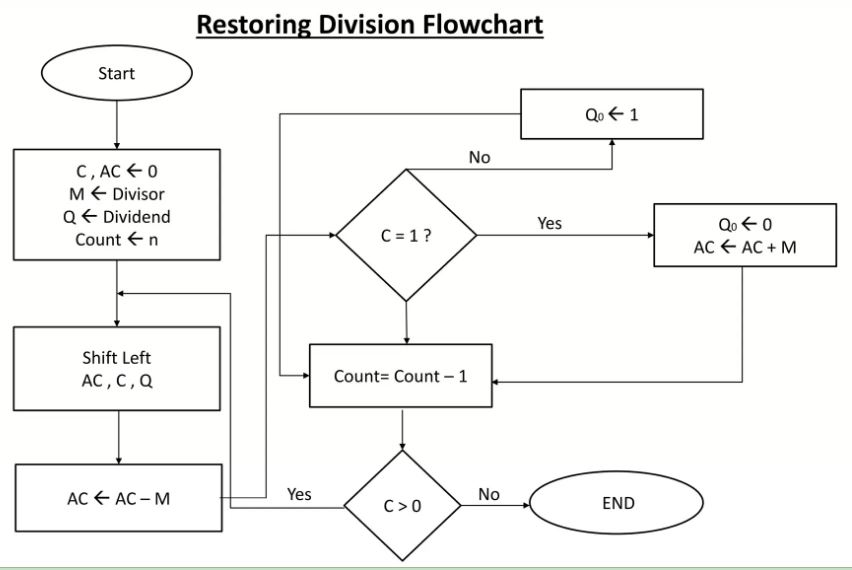 Restoring Division Flowchart
Start
C , AC ← 0
M ← Divisor
Q ← Dividend
Count ← n
Shift Left
AC , C , Q
AC ← AC – M
C = 1 ?
No
Q₀ ← 1
Yes
Q₀ ← 0
AC ← AC + M
Count= Count – 1
C > 0
Yes
No
END